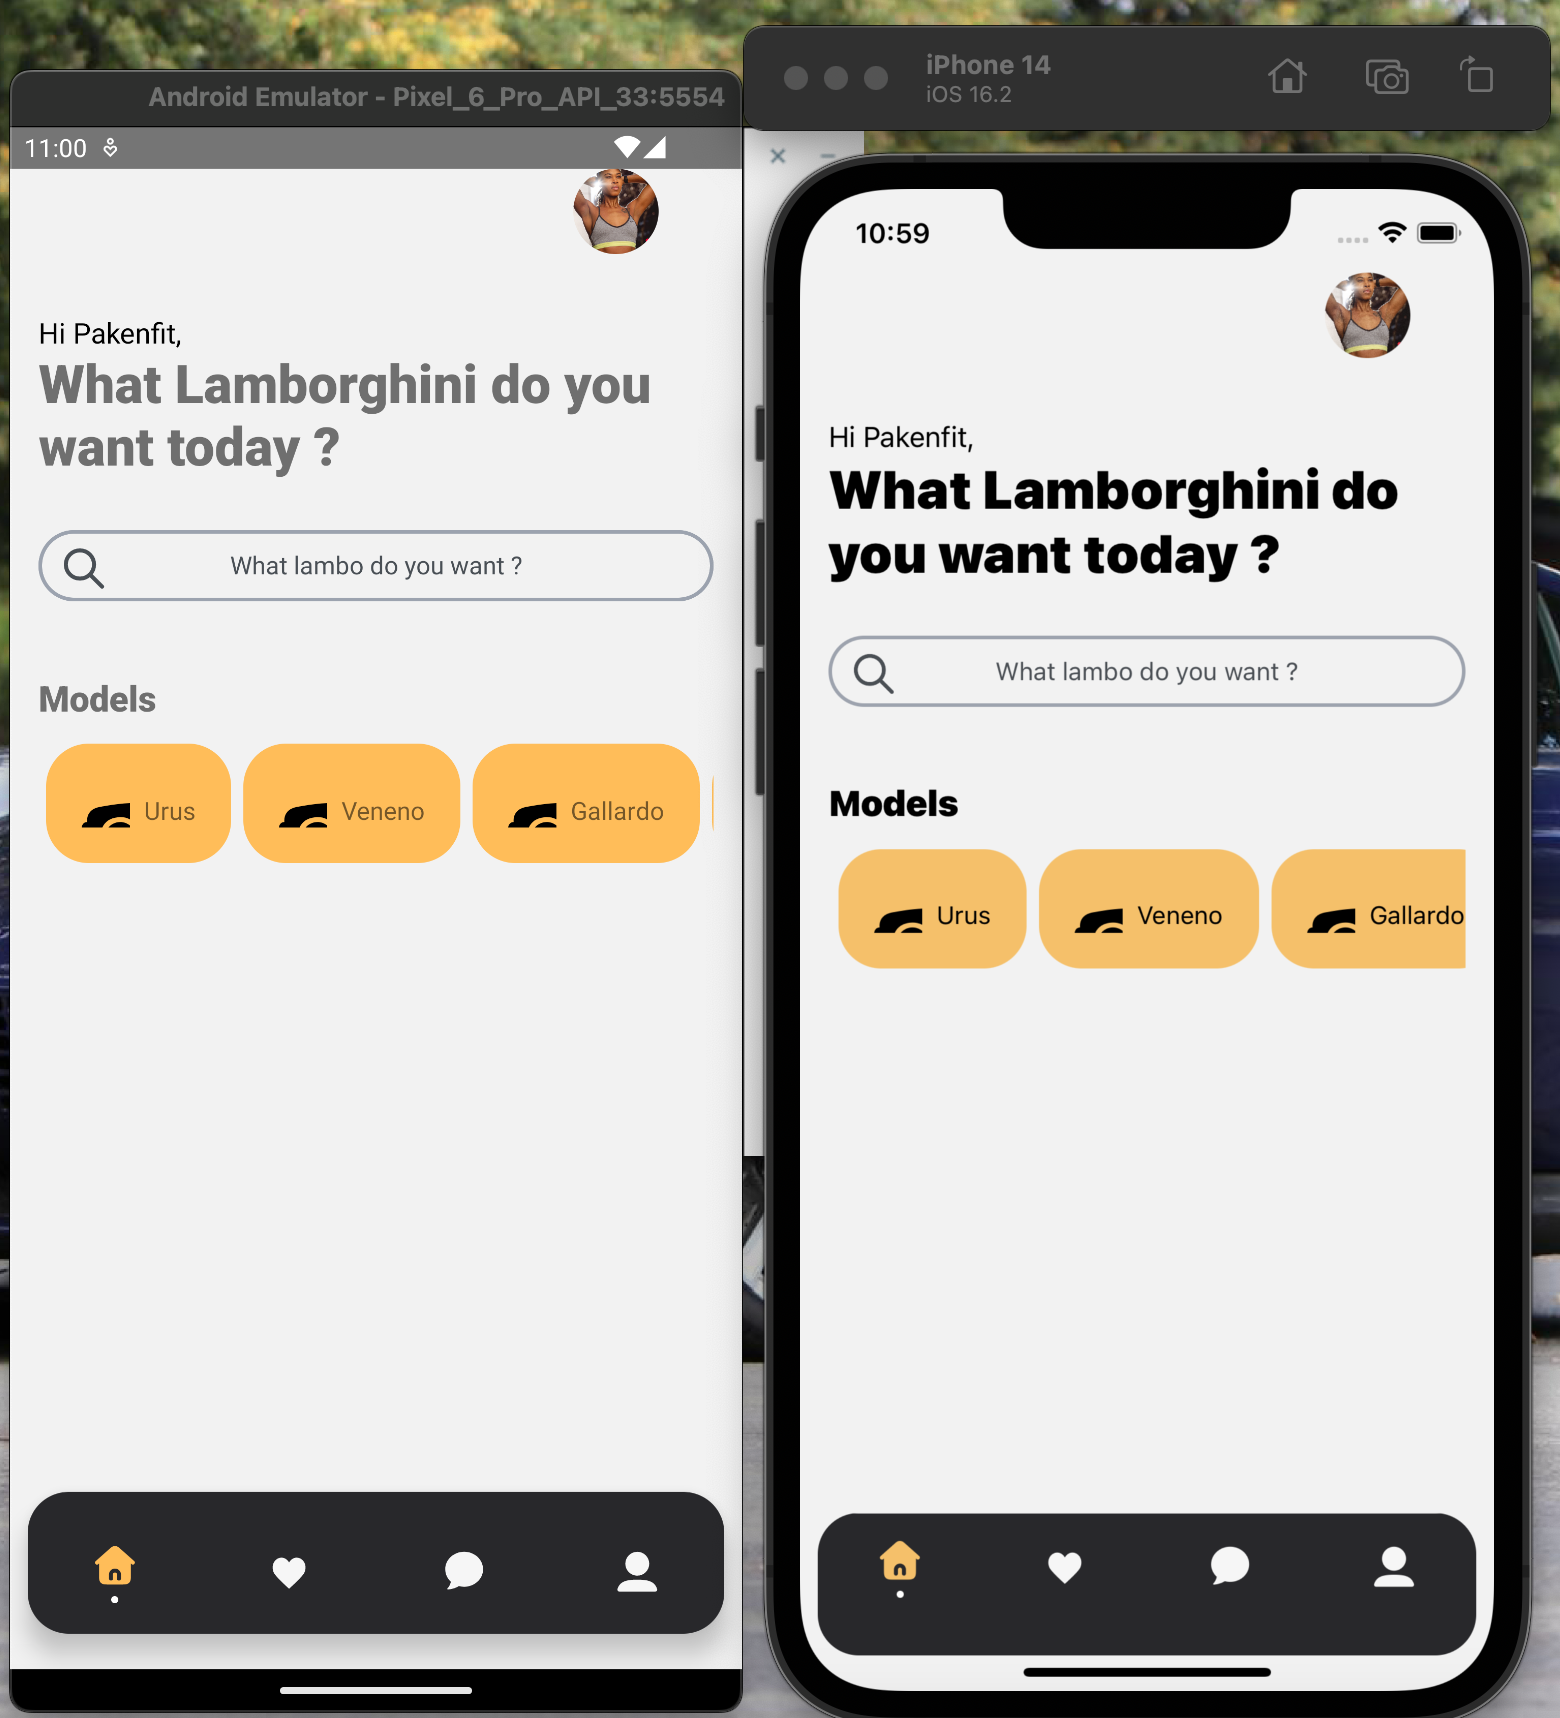 Android Emulator - Pixel_6_Pro_API_33:5554
11:00
Hi Pakenfit,
What Lamborghini do you
want today ?
What lambo do you want ?
Models
Urus
Veneno
Gallardo
iPhone 14
iOS 16.2
10:59
Hi Pakenfit,
What Lamborghini do
you want today ?
What lambo do you want ?
Models
Urus
Veneno
Gallardo